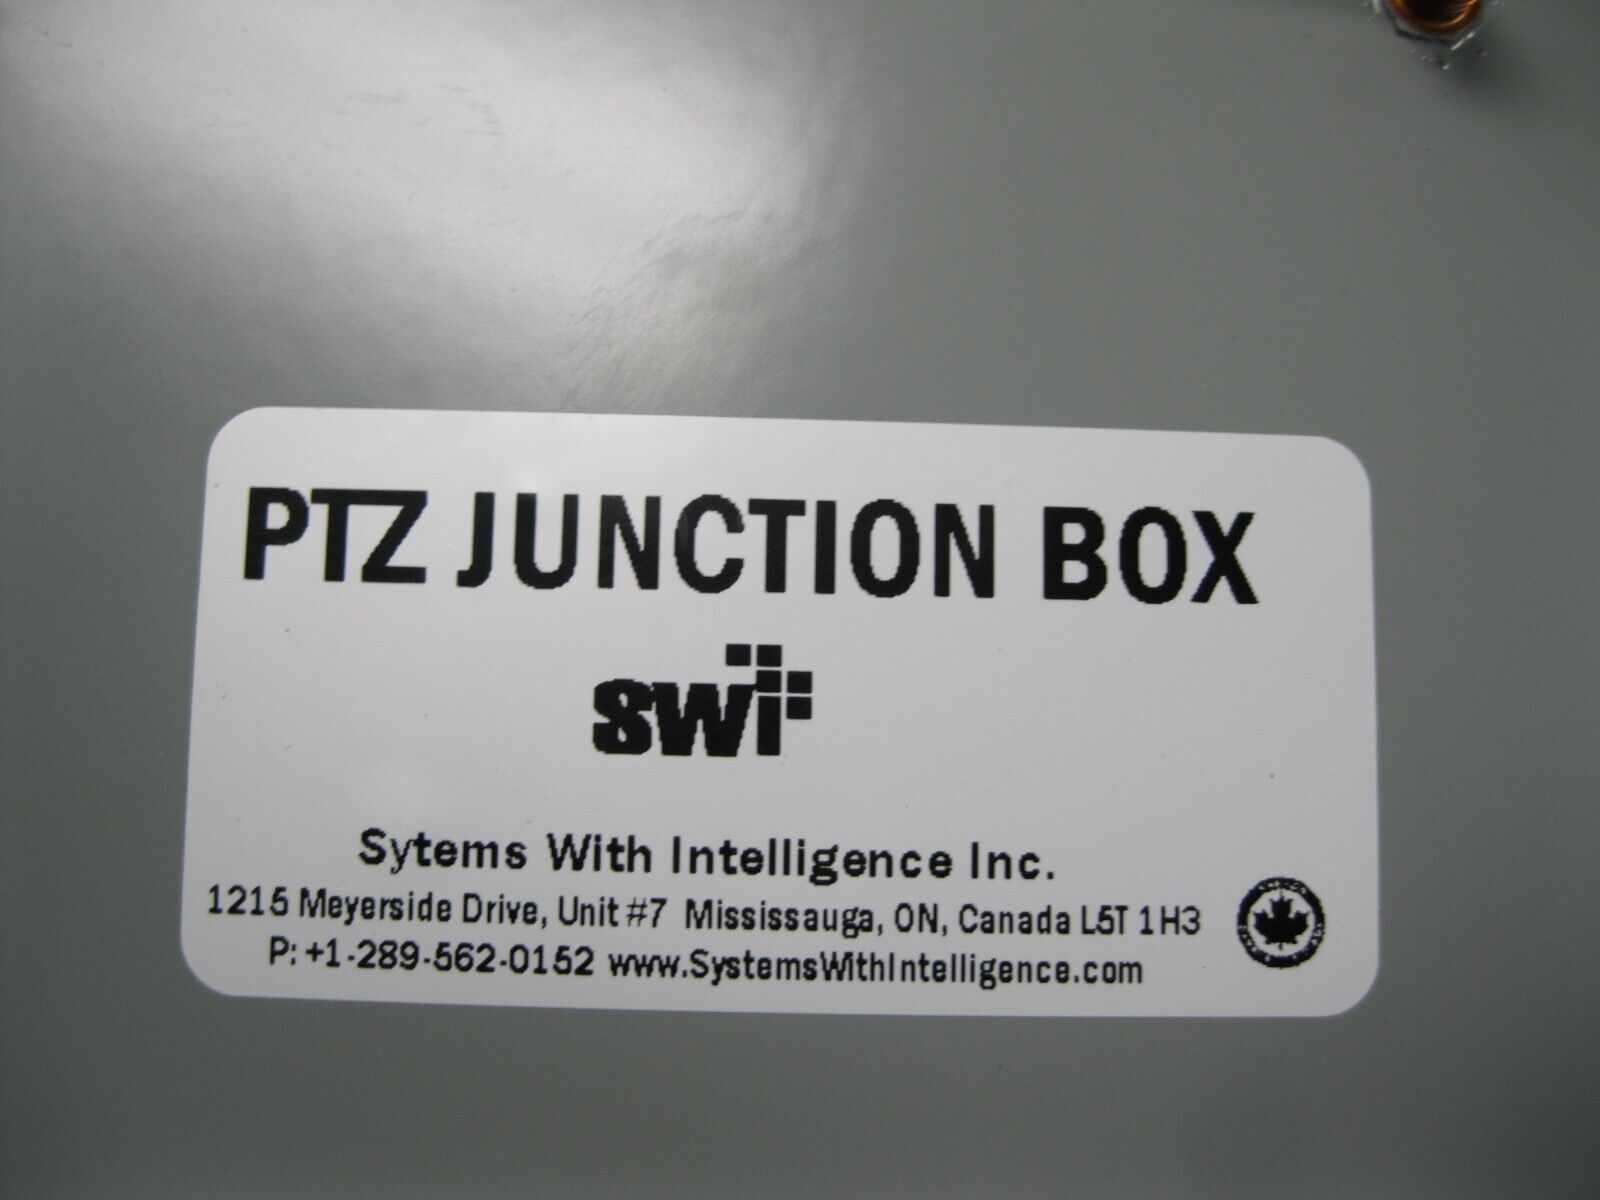 PTZ JUNCTION BOX
swi
Sytems With Intelligence Inc.
1215 Meyerside Drive, Unit #7 Mississauga, ON, Canada L5T 1H3
P: +1-289-562-0152 www.SystemsWithIntelligence.com